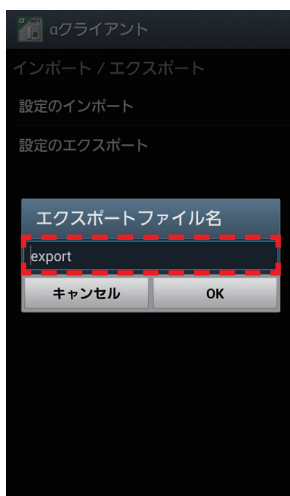 αクライアント
インポート / エクスポート
設定のインポート
設定のエクスポート
エクスポートファイル名
export
キャンセル OK